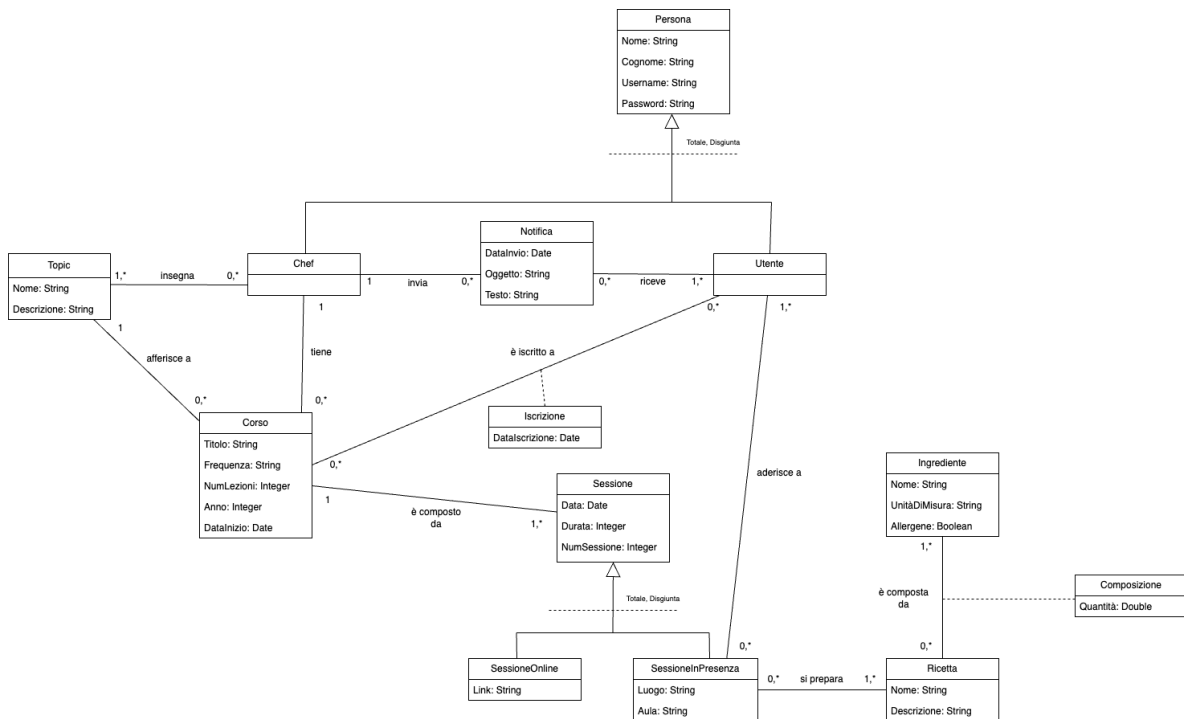 Persona
Nome: String
Cognome: String
Username: String
Password: String
Totale, Disgiunta
Notifica
DataInvio: Date
Oggetto: String
Testo: String
Topic
Nome: String
Descrizione: String
1,*
insegna
0,*
Chef
1
invia
0,*
0,*
riceve
1,*
Utente
1
1
0,*
1,*
afferisce a
tiene
è iscritto a
0,*
0,*
Corso
Titolo: String
Frequenza: String
NumLezioni: Integer
Anno: Integer
DataInizio: Date
Iscrizione
DataIscrizione: Date
0,*
1
è composto
da
1,*
Sessione
Data: Date
Durata: Integer
NumSessione: Integer
aderisce a
Ingrediente
Nome: String
UnitàDiMisura: String
Allergene: Boolean
1,*
Totale, Disgiunta
è composta
da
Composizione
Quantità: Double
0,*
0,*
SessioneOnline
Link: String
SessioneInPresenza
Luogo: String
Aula: String
0,*
si prepara
1,*
Ricetta
Nome: String
Descrizione: String